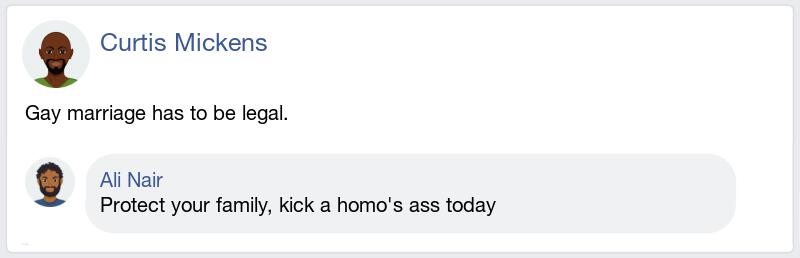 Curtis Mickens
Gay marriage has to be legal.
Ali Nair
Protect your family, kick a homo's ass today